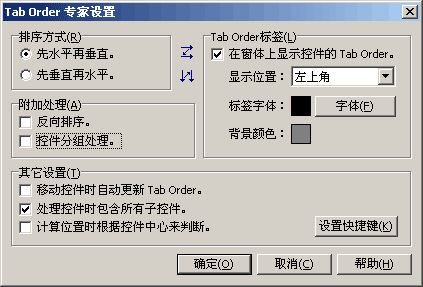 Tab Order 专家设置
排序方式(R)
先水平再垂直。
先垂直再水平。
附加处理(A)
反向排序。
控件分组处理。
Tab Order标签(L)
在窗体上显示控件的 Tab Order。
显示位置： 左上角
标签字体： 字体(F)
背景颜色：
其它设置(T)
移动控件时自动更新 Tab Order。
处理控件时包含所有子控件。
计算位置时根据控件中心来判断。
设置快捷键(K)
确定(O) 取消(C) 帮助(H)